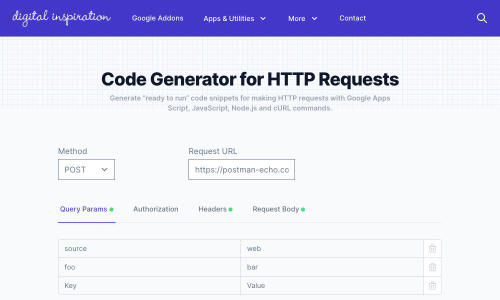 digital inspiration
Google Addons
Apps & Utilities
More
Contact
Code Generator for HTTP Requests
Generate "ready to run" code snippets for making HTTP requests with Google Apps
Script, JavaScript, Node.js and cURL commands.
Method
Request URL
POST
https://postman-echo.co
Query Params
Authorization
Headers
Request Body
source
web
foo
bar
Key
Value